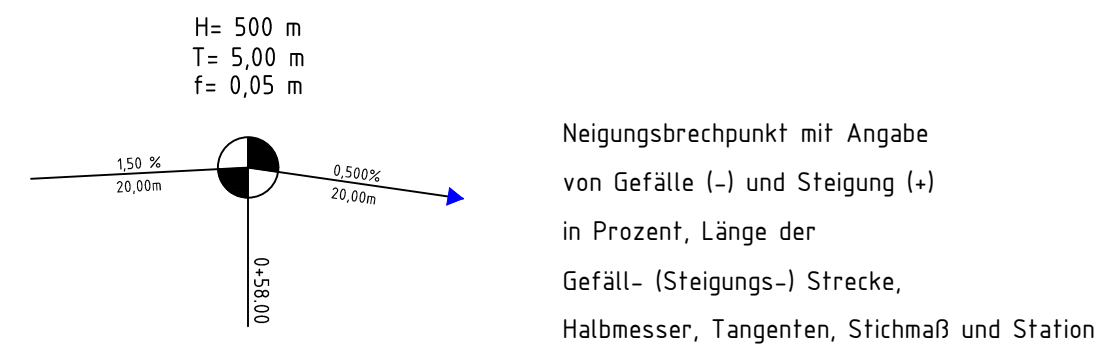 H= 500 m
T= 5,00 m
f= 0,05 m
1,50 %
20,00m
0,500%
20,00m
0+58.00
Neigungsbrechpunkt mit Angabe
von Gefälle (-) und Steigung (+)
in Prozent, Länge der
Gefäll- (Steigungs-) Strecke,
Halbmesser, Tangenten, Stichmaß und Station